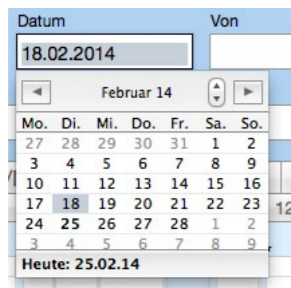 Datum Von
18.02.2014
Februar 14
Mo. Di. Mi. Do. Fr. Sa. So.
27 28 29 30 31 1 2
3 4 5 6 7 8 9
10 11 12 13 14 15 16
17 18 19 20 21 22 23
12
24 25 26 27 28 1 2
3 4 5 6 7 8 9
Heute: 25.02.14